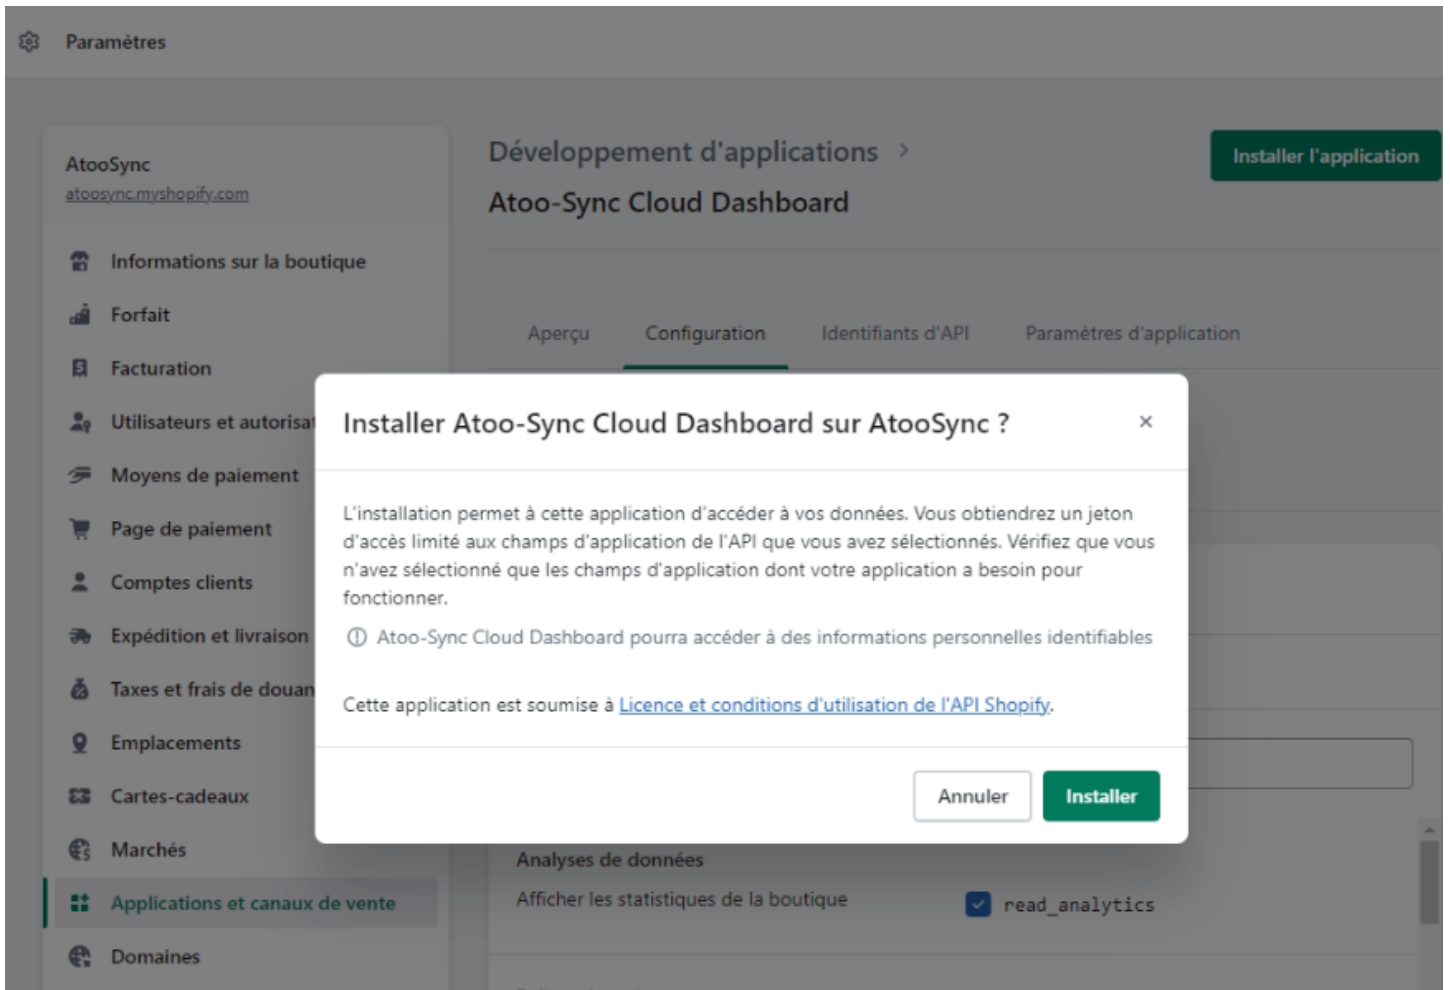 Paramètres
AtooSync
atoosync.myshopify.com
Informations sur la boutique
Forfait
Facturation
Utilisateurs et autorisat
Moyens de paiement
Page de paiement
Comptes clients
Expédition et livraison
Taxes et frais de douan
Emplacements
Cartes-cadeaux
Marchés
Applications et canaux de vente
Domaines
Développement d'applications >
Atoo-Sync Cloud Dashboard
Installer l'application
Aperçu Configuration Identifiants d'API Paramètres d'application
Installer Atoo-Sync Cloud Dashboard sur AtooSync ?
L'installation permet à cette application d'accéder à vos données. Vous obtiendrez un jeton
d'accès limité aux champs d'application de l'API que vous avez sélectionnés. Vérifiez que vous
n'avez sélectionné que les champs d'application dont votre application a besoin pour
fonctionner.
Atoo-Sync Cloud Dashboard pourra accéder à des informations personnelles identifiables
Cette application est soumise à Licence et conditions d'utilisation de l'API Shopify.
Annuler Installer
Analyses de données
Afficher les statistiques de la boutique read_analytics